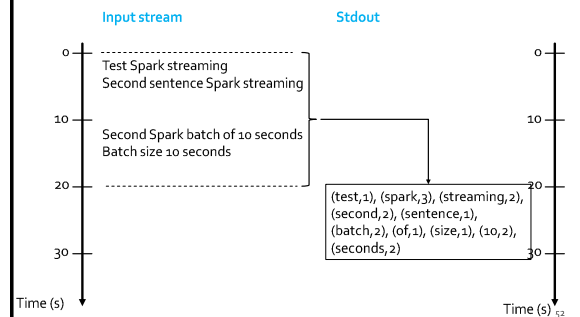 Input stream
Stdout
0
Test Spark streaming
Second sentence Spark streaming
10
Second Spark batch of 10 seconds
Batch size 10 seconds
20
30
Time (s)
0
10
20
(test,1), (spark,3), (streaming,2),
(second,2), (sentence,1),
(batch,2), (of,1), (size,1), (10,2),
(seconds,2)
30
Time (s)
52